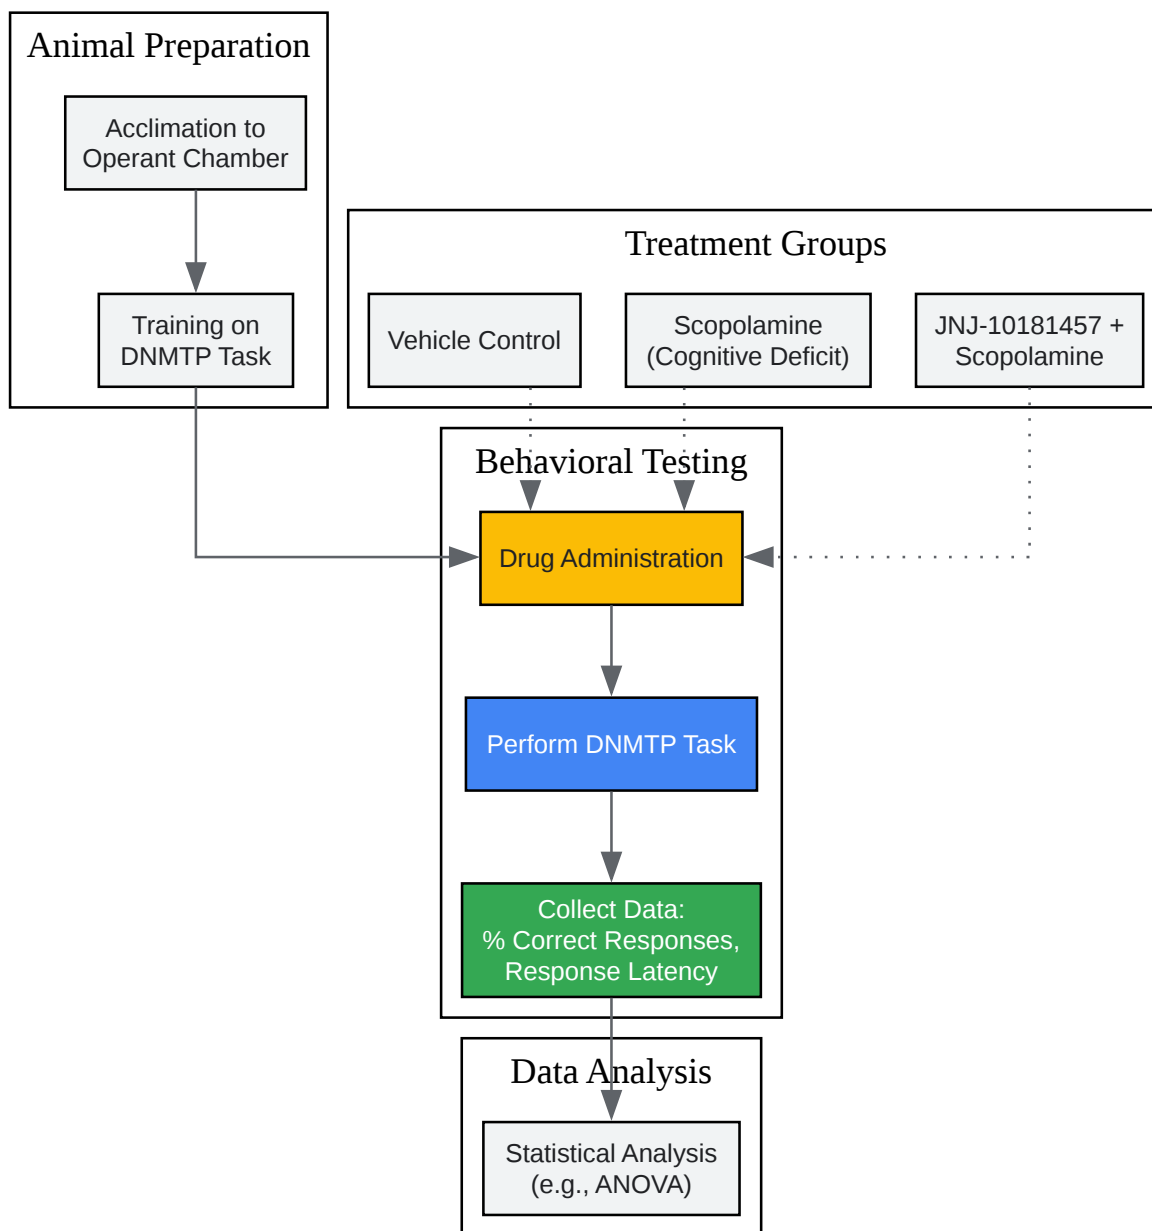 Animal Preparation
Acclimation to
Operant Chamber
Training on
DNMTP Task
Treatment Groups
Vehicle Control
Scopolamine
(Cognitive Deficit)
JNJ-10181457 +
Scopolamine
Behavioral Testing
Drug Administration
Perform DNMTP Task
Collect Data:
% Correct Responses,
Response Latency
Data Analysis
Statistical Analysis
(e.g., ANOVA)